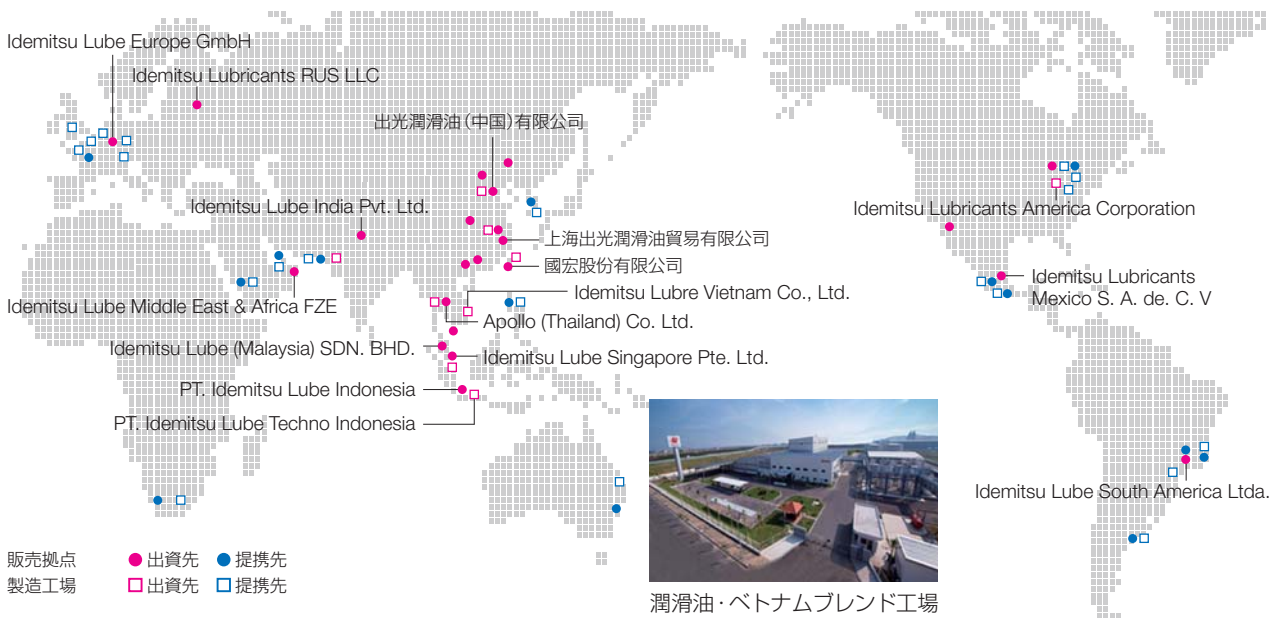 Idemitsu Lube Europe GmbH
Idemitsu Lubricants RUS LLC
出光潤滑油（中国）有限公司
Idemitsu Lube India Pvt. Ltd.
上海出光潤滑油貿易有限公司
國宏股份有限公司
Idemitsu Lube Middle East & Africa FZE
Idemitsu Lubre Vietnam Co., Ltd.
Apollo (Thailand) Co. Ltd.
Idemitsu Lube (Malaysia) SDN. BHD.
Idemitsu Lube Singapore Pte. Ltd.
PT. Idemitsu Lube Indonesia
PT. Idemitsu Lube Techno Indonesia
Idemitsu Lubricants America Corporation
Idemitsu Lubricants
Mexico S. A. de. C. V
Idemitsu Lube South America Ltda.
販売拠点 出資先 提携先
製造工場 出資先 提携先
潤滑油・ベトナムブレンド工場